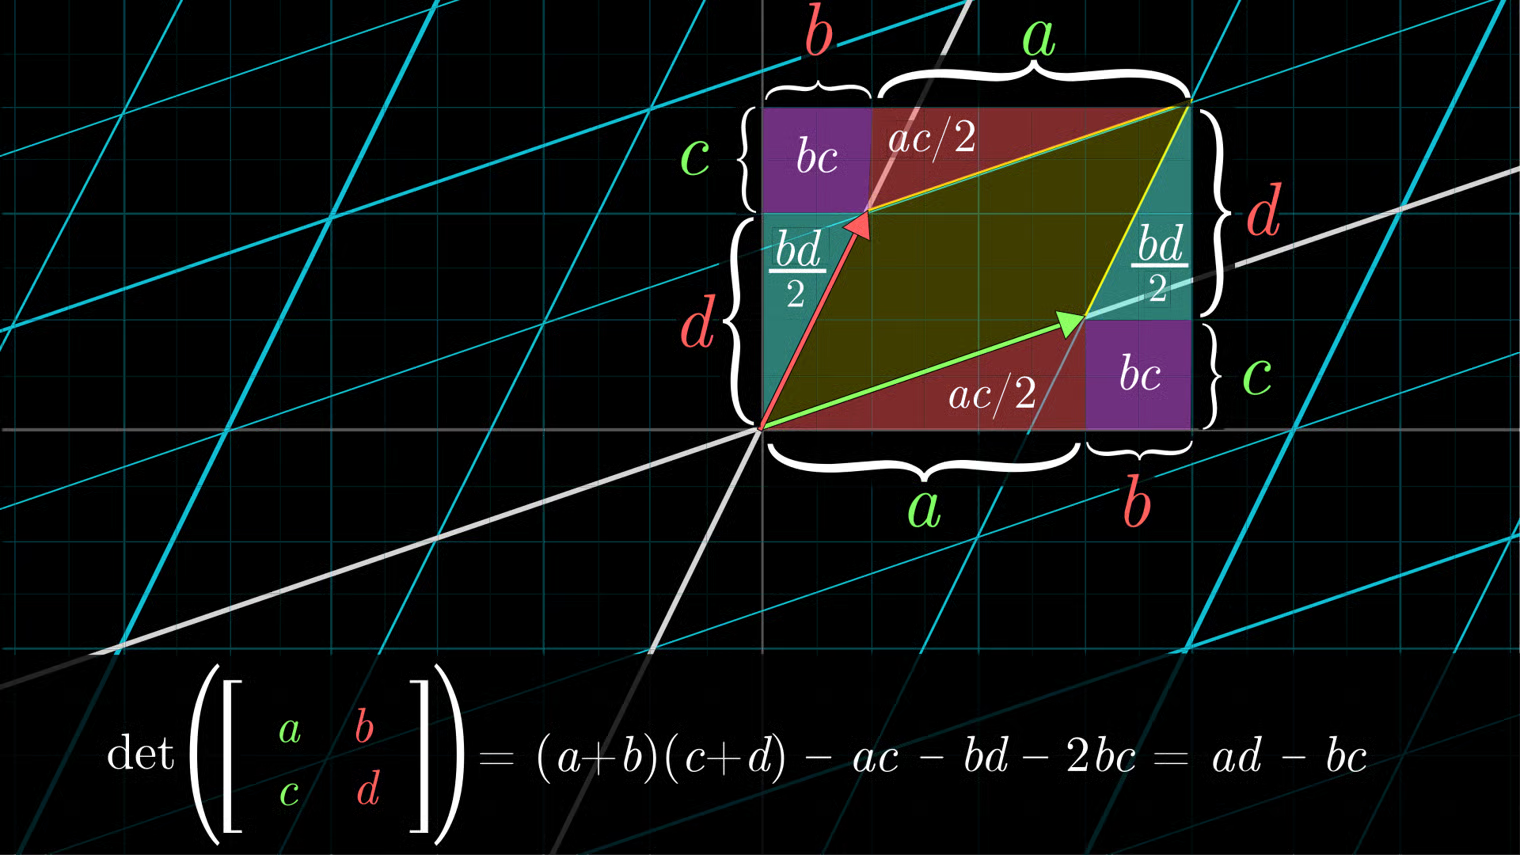 b a
c bc ac/2
d bd/2 bd/2 d
ac/2 bc c
a b
det([a b
c d]) = (a+b)(c+d) − ac − bd − 2bc = ad − bc